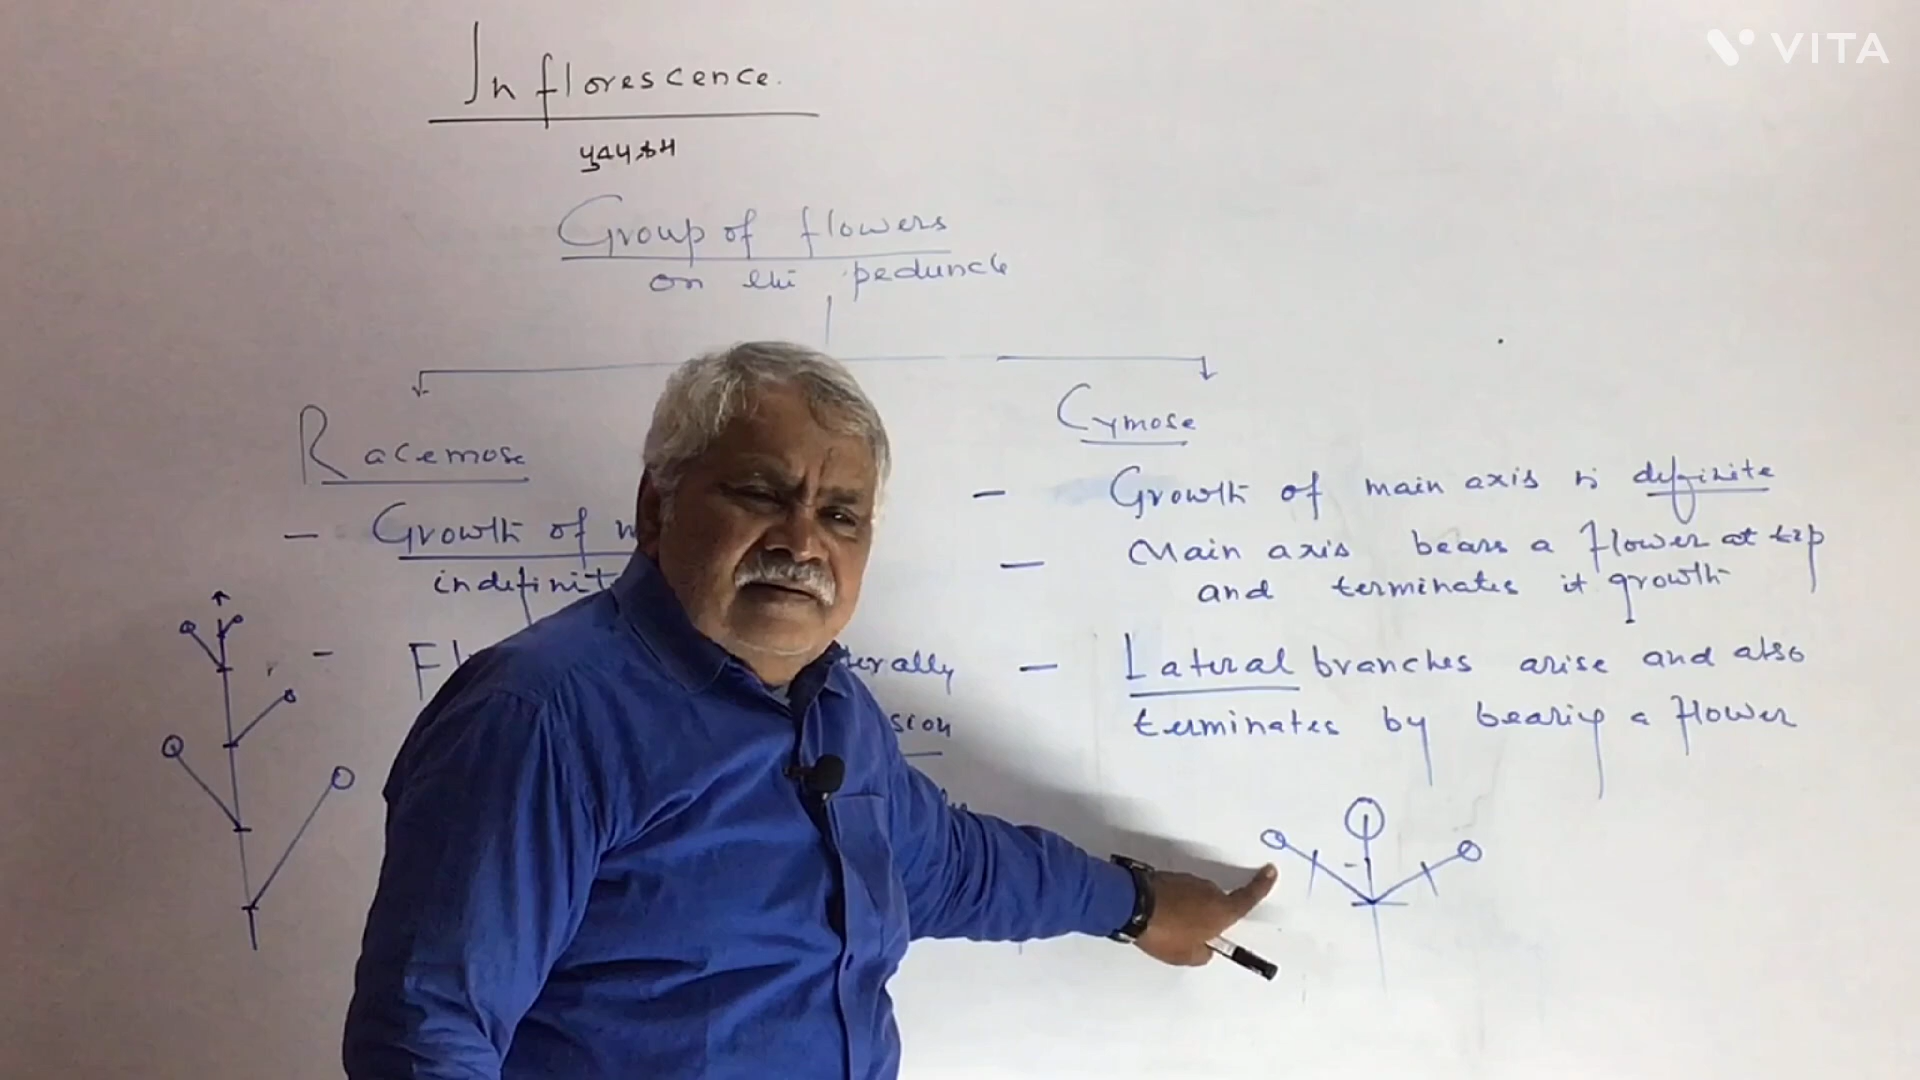 VITA
Inflorescence.
पुष्पक्रम
Group of flowers
on the peduncle
Racemose
- Growth of
indefinit
-
erally
sion
Cymose
- Growth of main axis is definite
- Main axis bears a flower at tip
and terminates it growth
- Lateral branches arise and also
terminates by bearing a flower